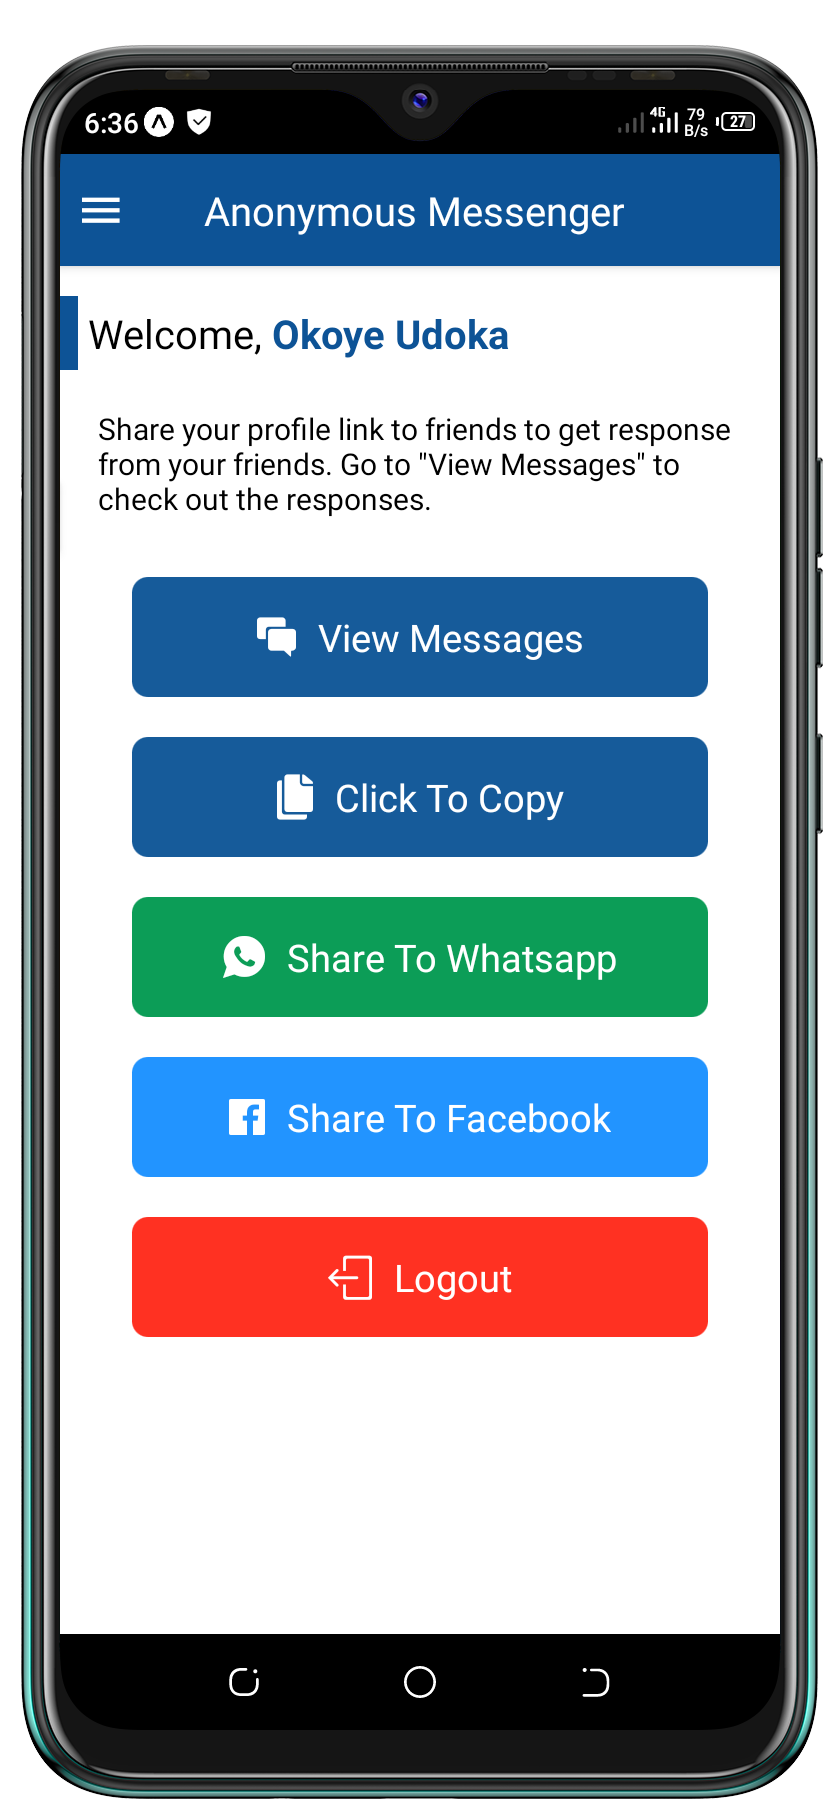 6:36 4G 79 B/s 27
Anonymous Messenger
Welcome, Okoye Udoka
Share your profile link to friends to get response
from your friends. Go to "View Messages" to
check out the responses.
View Messages
Click To Copy
Share To Whatsapp
Share To Facebook
Logout